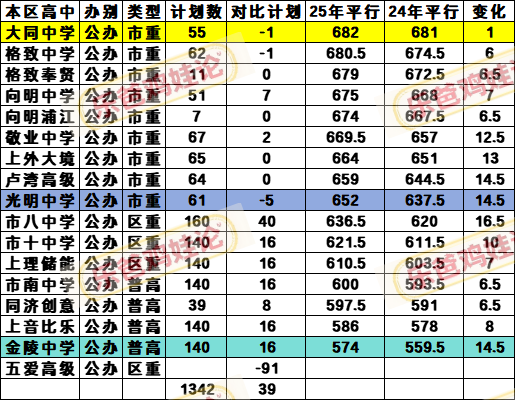 本区高中 办别 类型 计划数 对比计划 25年平行 24年平行 变化
大同中学 公办 市重 55 -1 682 681 1
格致中学 公办 市重 62 -1 680.5 674.5 6
格致奉贤 公办 市重 11 0 679 672.5 6.5
向明中学 公办 市重 51 7 675 668 7
向明浦江 公办 市重 7 0 674 667.5 6.5
敬业中学 公办 市重 67 2 669.5 657 12.5
上外大境 公办 市重 65 0 664 651 13
卢湾高级 公办 市重 64 0 659 644.5 14.5
光明中学 公办 市重 61 -5 652 637.5 14.5
市八中学 公办 区重 160 40 636.5 620 16.5
市十中学 公办 区重 140 16 621.5 611.5 10
上理储能 公办 区重 140 16 610.5 603.5 7
市南中学 公办 普高 140 16 600 593.5 6.5
同济创意 公办 普高 39 8 597.5 591 6.5
上音比乐 公办 普高 140 16 586 578 8
金陵中学 公办 普高 140 16 574 559.5 14.5
五爱高级 公办 区重 -91
1342 39